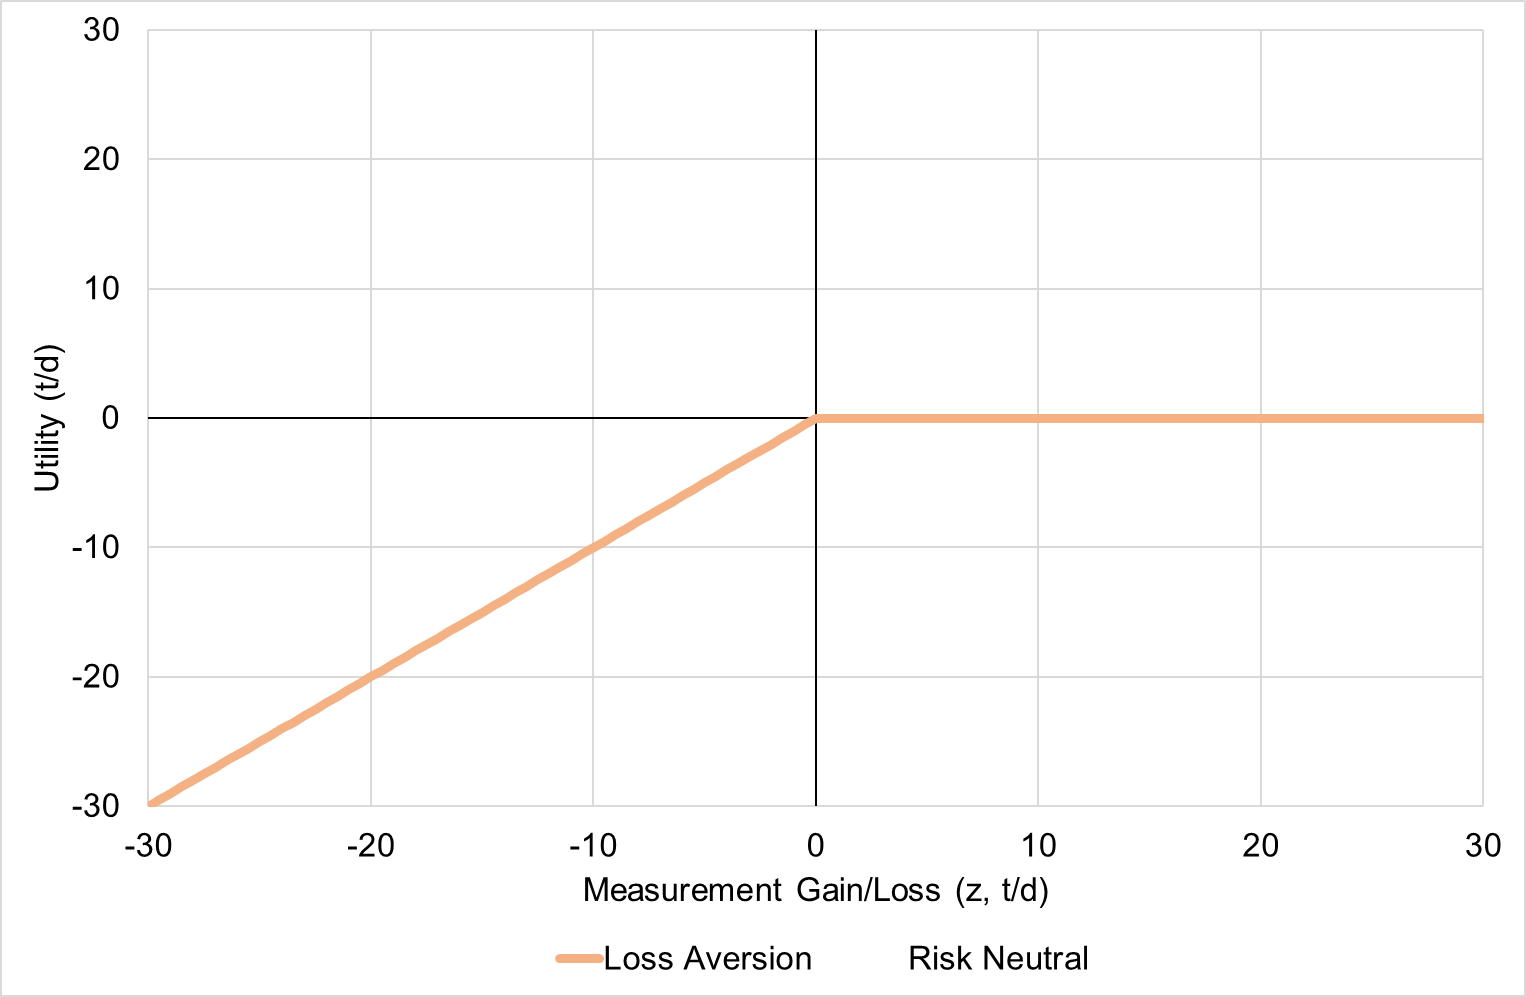 30
20
10
0
-10
-20
-30
Utility (t/d)
-30 -20 -10 0 10 20 30
Measurement Gain/Loss (z, t/d)
Loss Aversion Risk Neutral